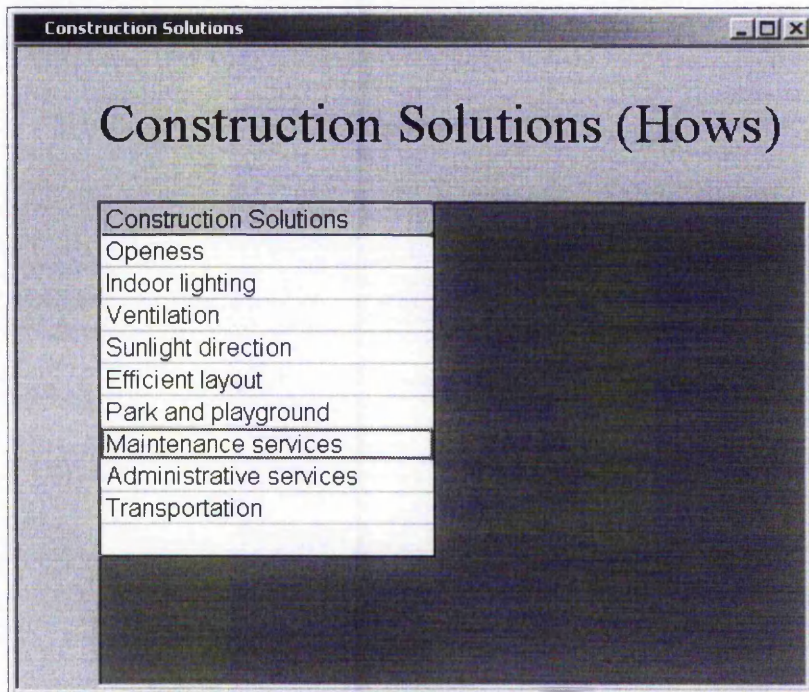 Construction Solutions
Construction Solutions (Hows)
Construction Solutions
Openess
Indoor lighting
Ventilation
Sunlight direction
Efficient layout
Park and playground
Maintenance services
Administrative services
Transportation